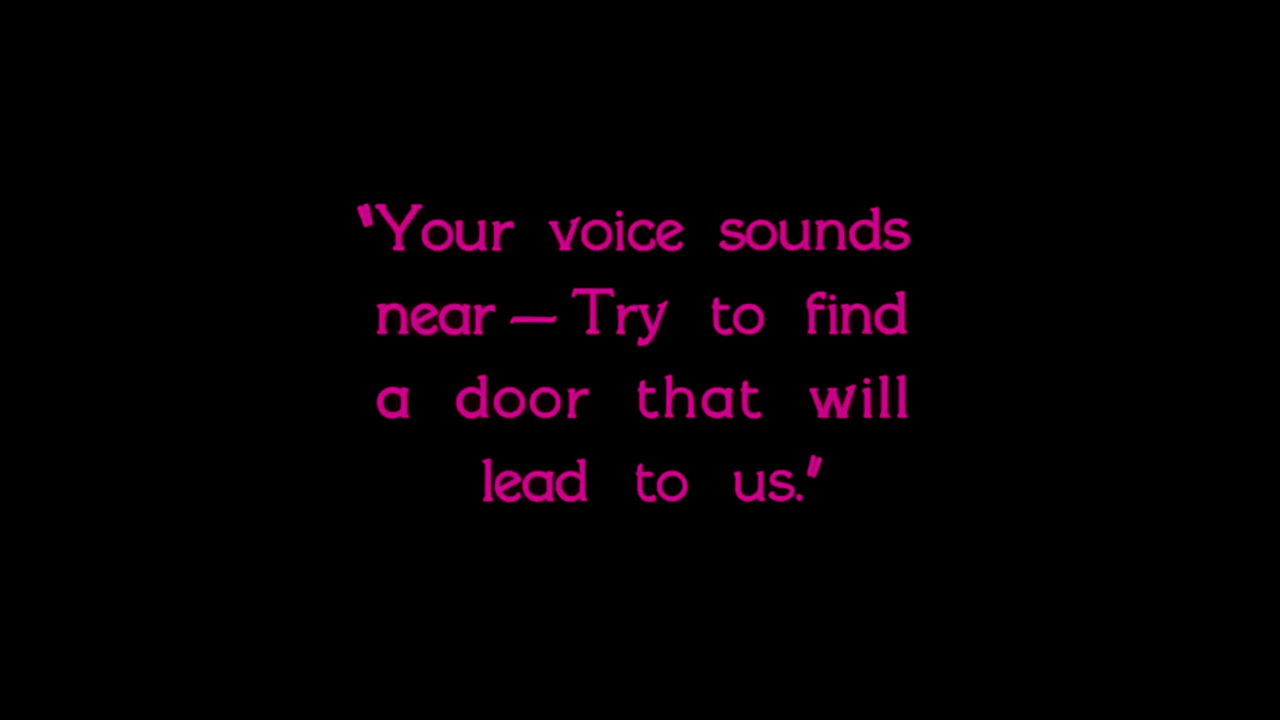 "Your voice sounds
near — Try to find
a door that will
lead to us."